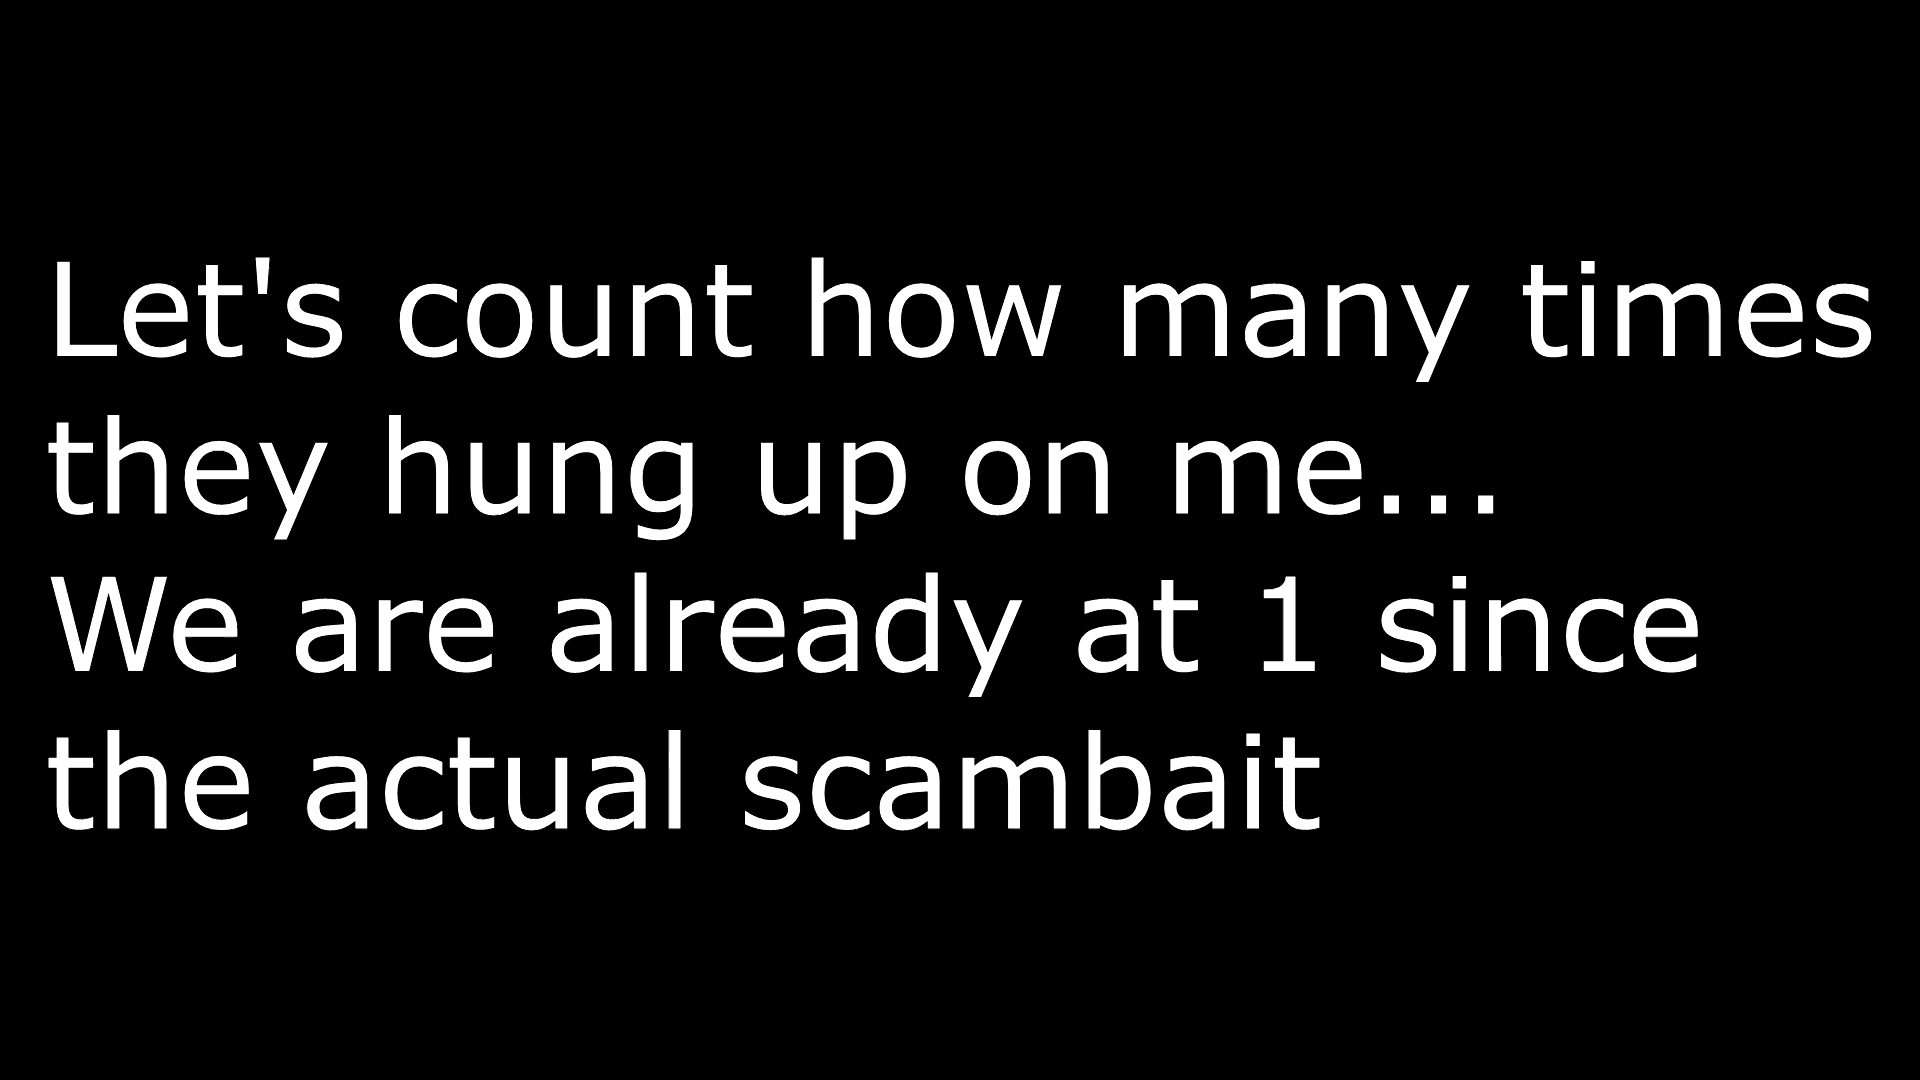 Let's count how many times
they hung up on me...
We are already at 1 since
the actual scambait